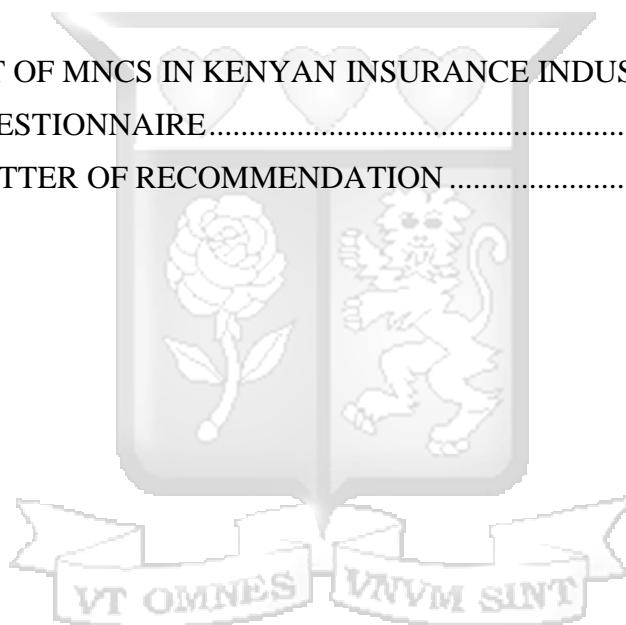 T OF MNCS IN KENYAN INSURANCE INDUS
ESTIONNAIRE..........................................................
TTER OF RECOMMENDATION ......................
VT OMNES VNVM SINT